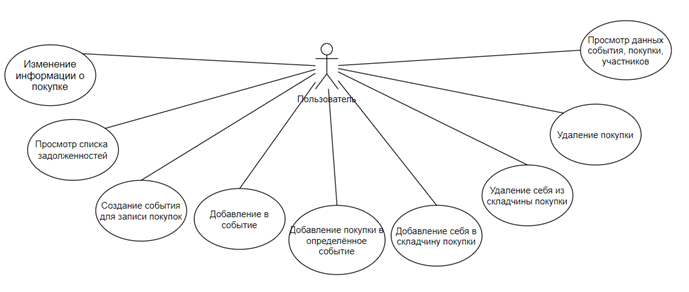 Просмотр данных
события, покупки,
участников
Изменение
информации о
покупке
Пользователь
Удаление покупки
Просмотр списка
задолженностей
Удаление себя из
складчины покупки
Создание события
для записи покупок
Добавление в
событие
Добавление покупки в
определённое
событие
Добавление себя в
складчину покупки